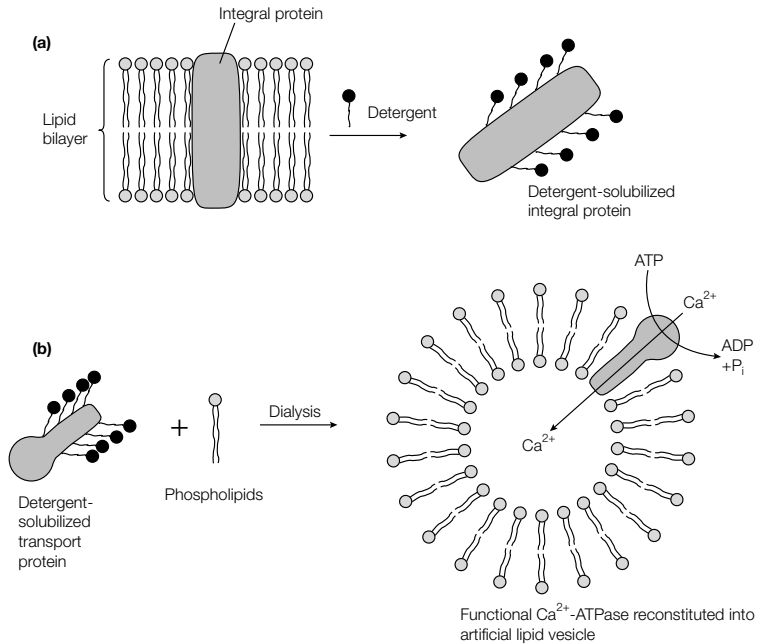 Integral protein
(a)
Lipid
bilayer
Detergent
Detergent-solubilized
integral protein
(b)
ATP
Ca²⁺
ADP
+Pᵢ
Ca²⁺
+
Dialysis
Phospholipids
Detergent-
solubilized
transport
protein
Functional Ca²⁺-ATPase reconstituted into
artificial lipid vesicle